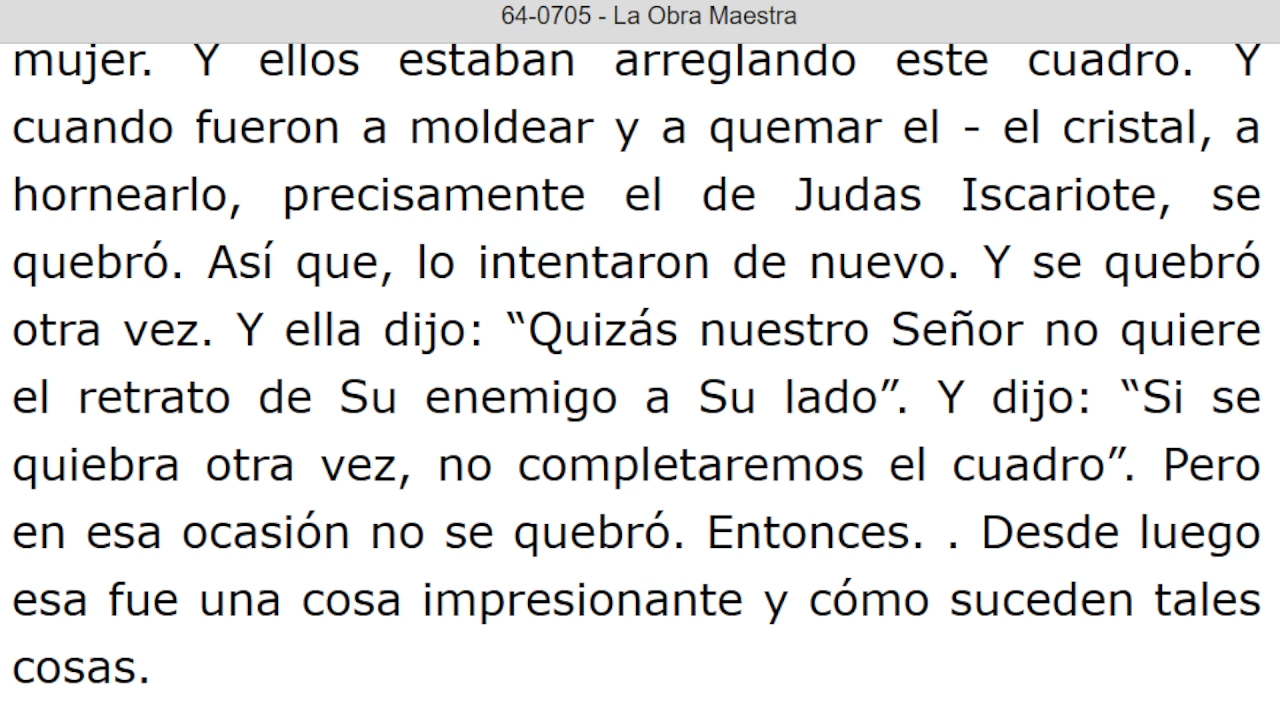 64-0705 - La Obra Maestra
mujer. Y ellos estaban arreglando este cuadro. Y
cuando fueron a moldear y a quemar el - el cristal, a
hornearlo, precisamente el de Judas Iscariote, se
quebró. Así que, lo intentaron de nuevo. Y se quebró
otra vez. Y ella dijo: “Quizás nuestro Señor no quiere
el retrato de Su enemigo a Su lado”. Y dijo: “Si se
quiebra otra vez, no completaremos el cuadro”. Pero
en esa ocasión no se quebró. Entonces. . Desde luego
esa fue una cosa impresionante y cómo suceden tales
cosas.